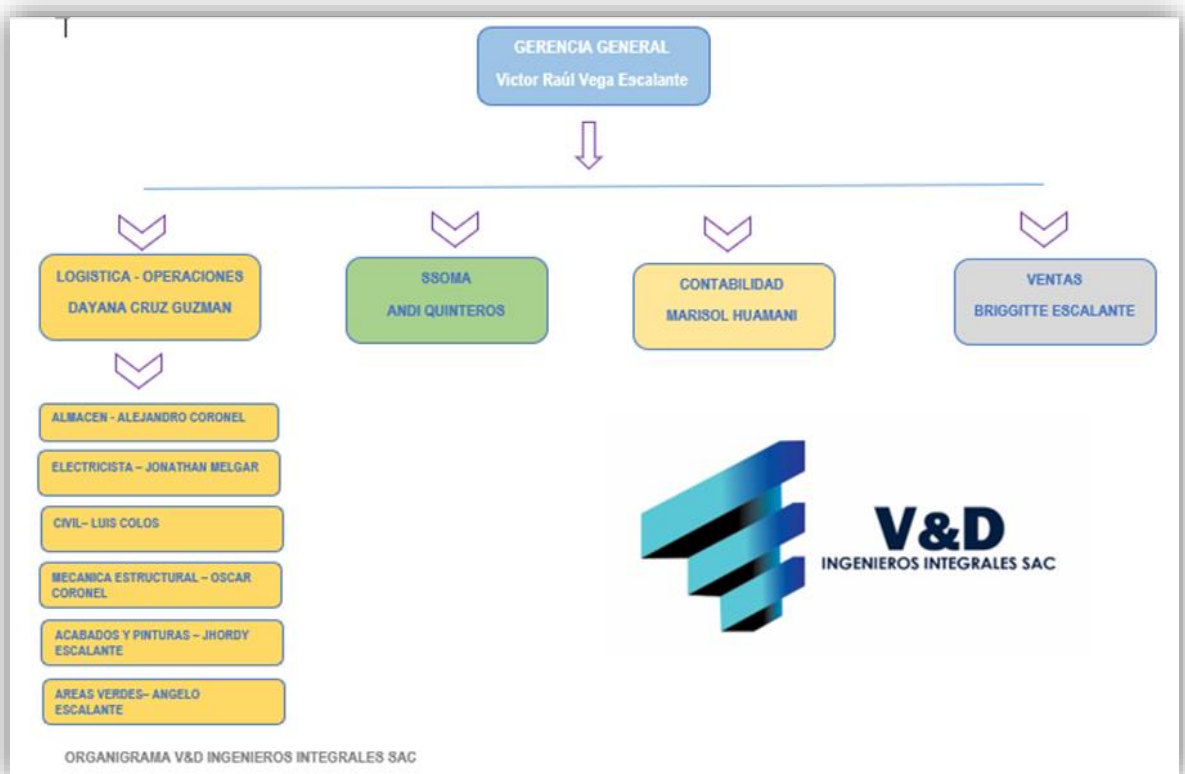 GERENCIA GENERAL
Victor Raúl Vega Escalante
LOGISTICA - OPERACIONES
DAYANA CRUZ GUZMAN
SSOMA
ANDI QUINTEROS
CONTABILIDAD
MARISOL HUAMANI
VENTAS
BRIGGITTE ESCALANTE
ALMACEN - ALEJANDRO CORONEL
ELECTRICISTA – JONATHAN MELGAR
CIVIL– LUIS COLOS
MECANICA ESTRUCTURAL – OSCAR
CORONEL
ACABADOS Y PINTURAS – JHORDY
ESCALANTE
AREAS VERDES– ANGELO
ESCALANTE
V&D
INGENIEROS INTEGRALES SAC
ORGANIGRAMA V&D INGENIEROS INTEGRALES SAC